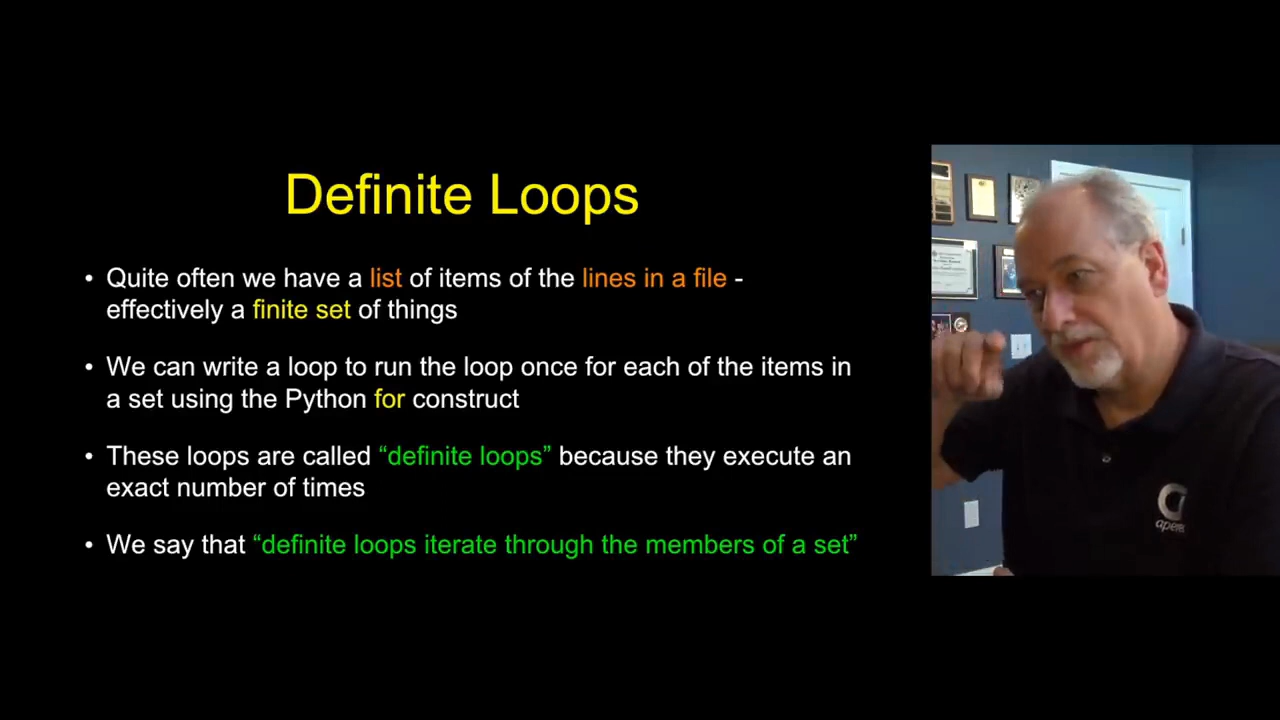 Definite Loops
• Quite often we have a list of items of the lines in a file -
effectively a finite set of things
• We can write a loop to run the loop once for each of the items in
a set using the Python for construct
• These loops are called “definite loops” because they execute an
exact number of times
• We say that “definite loops iterate through the members of a set”